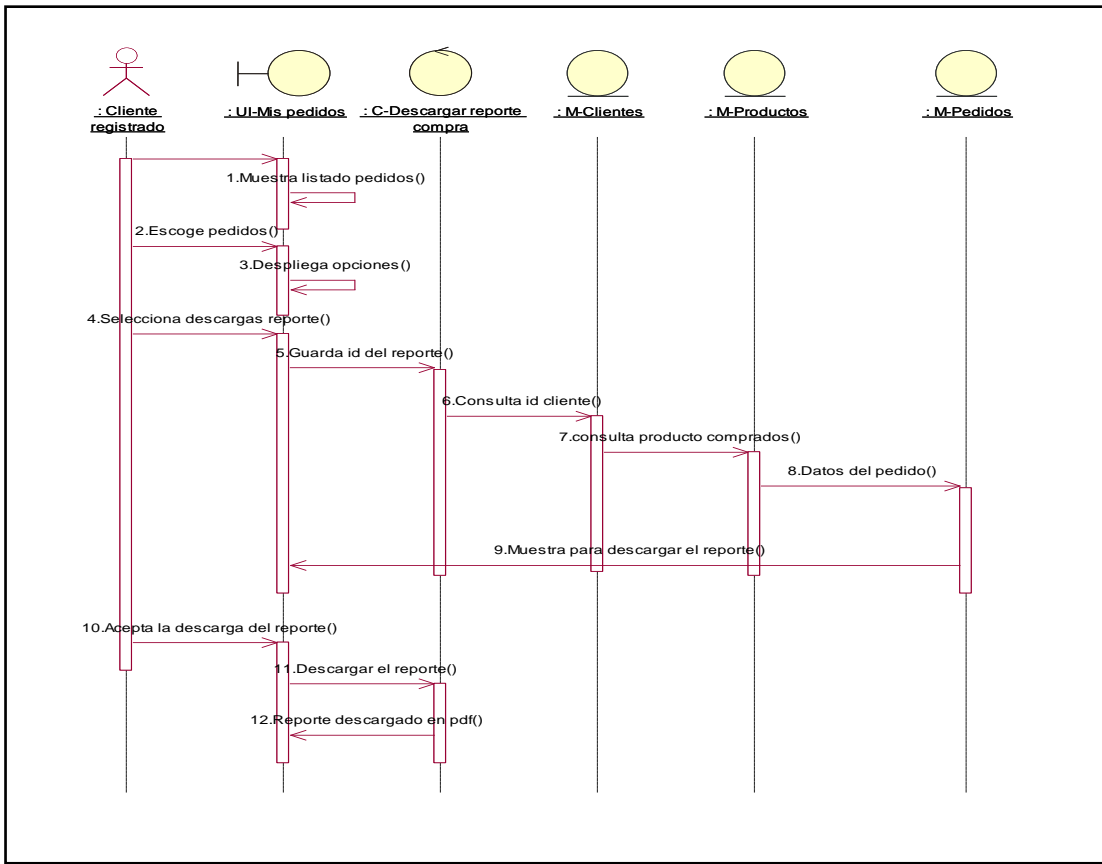 : Cliente
registrado
: UI-Mis pedidos
: C-Descargar reporte
compra
: M-Clientes
: M-Productos
: M-Pedidos
1.Muestra listado pedidos()
2.Escoge pedidos()
3.Despliega opciones()
4.Selecciona descargas reporte()
5.Guarda id del reporte()
6.Consulta id cliente()
7.consulta producto comprados()
8.Datos del pedido()
9.Muestra para descargar el reporte()
10.Acepta la descarga del reporte()
11.Descargar el reporte()
12.Reporte descargado en pdf()